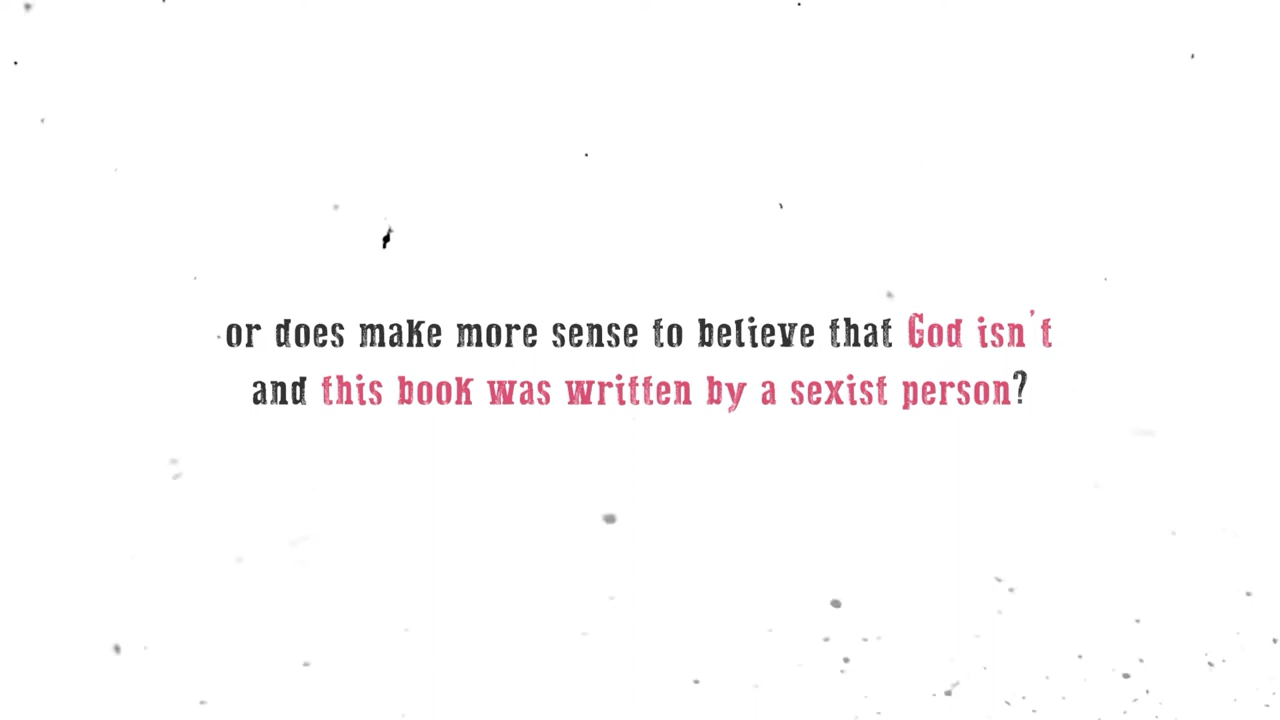 or does make more sense to believe that God isn't
and this book was written by a sexist person?